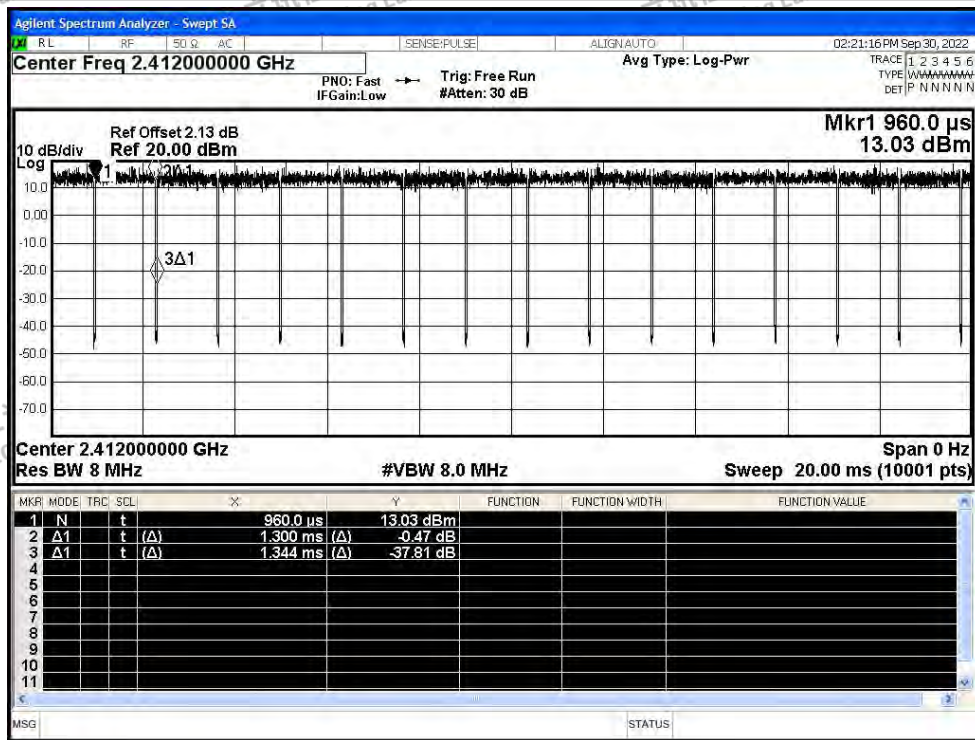 Agilent Spectrum Analyzer - Swept SA
RL RF 50 Ω AC SENSE:PULSE ALIGN AUTO 02:21:16 PM Sep 30, 2022
Center Freq 2.412000000 GHz
PNO: Fast
IFGain:Low
Trig: Free Run
#Atten: 30 dB
Avg Type: Log-Pwr
TRACE 1 2 3 4 5 6
TYPE
DET P N N N N N
Mkr1 960.0 µs
13.03 dBm
Ref Offset 2.13 dB
10 dB/div Ref 20.00 dBm
Log
1
2Δ1
10.0
0.00
-10.0
3Δ1
-20.0
-30.0
-40.0
-50.0
-60.0
-70.0
Center 2.412000000 GHz Span 0 Hz
Res BW 8 MHz #VBW 8.0 MHz Sweep 20.00 ms (10001 pts)
MKR MODE TRC SCL X Y FUNCTION FUNCTION WIDTH FUNCTION VALUE
1 N t 960.0 µs 13.03 dBm
2 Δ1 t (Δ) 1.300 ms (Δ) -0.47 dB
3 Δ1 t (Δ) 1.344 ms (Δ) -37.81 dB
4
5
6
7
8
9
10
11
MSG STATUS